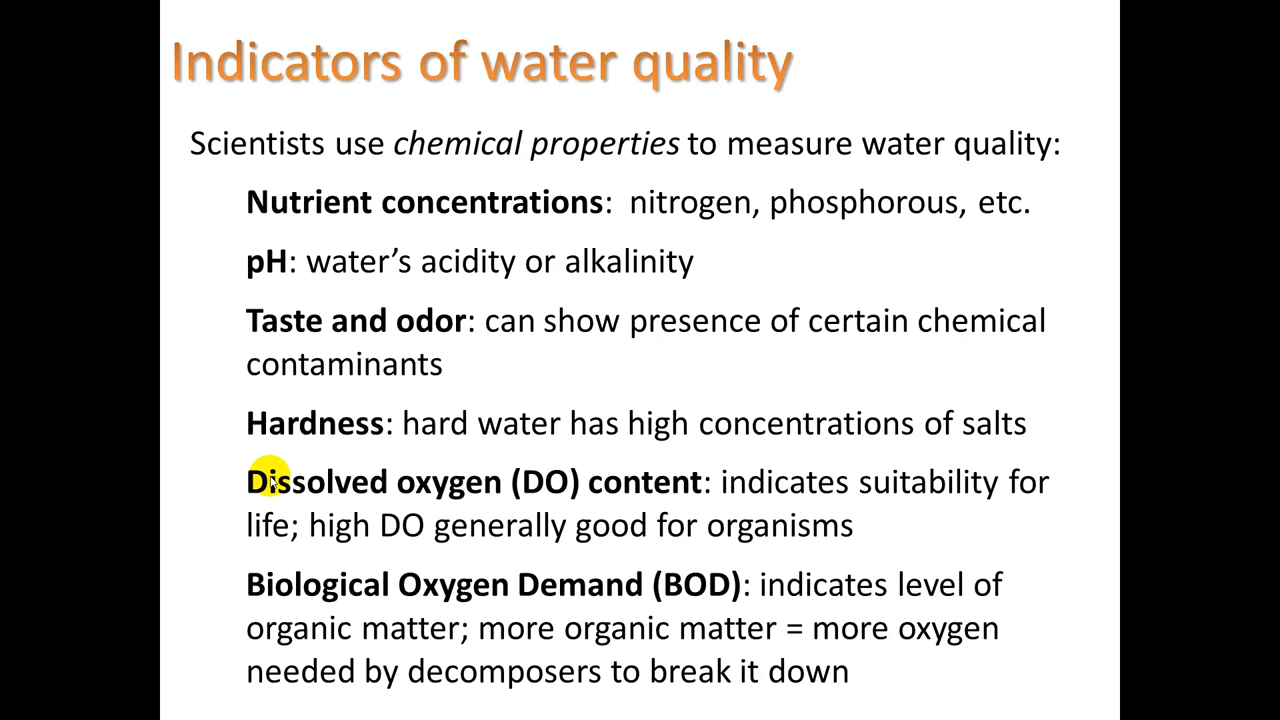 Indicators of water quality
Scientists use chemical properties to measure water quality:
Nutrient concentrations:  nitrogen, phosphorous, etc.
pH: water’s acidity or alkalinity
Taste and odor: can show presence of certain chemical
contaminants
Hardness: hard water has high concentrations of salts
Dissolved oxygen (DO) content: indicates suitability for
life; high DO generally good for organisms
Biological Oxygen Demand (BOD): indicates level of
organic matter; more organic matter = more oxygen
needed by decomposers to break it down